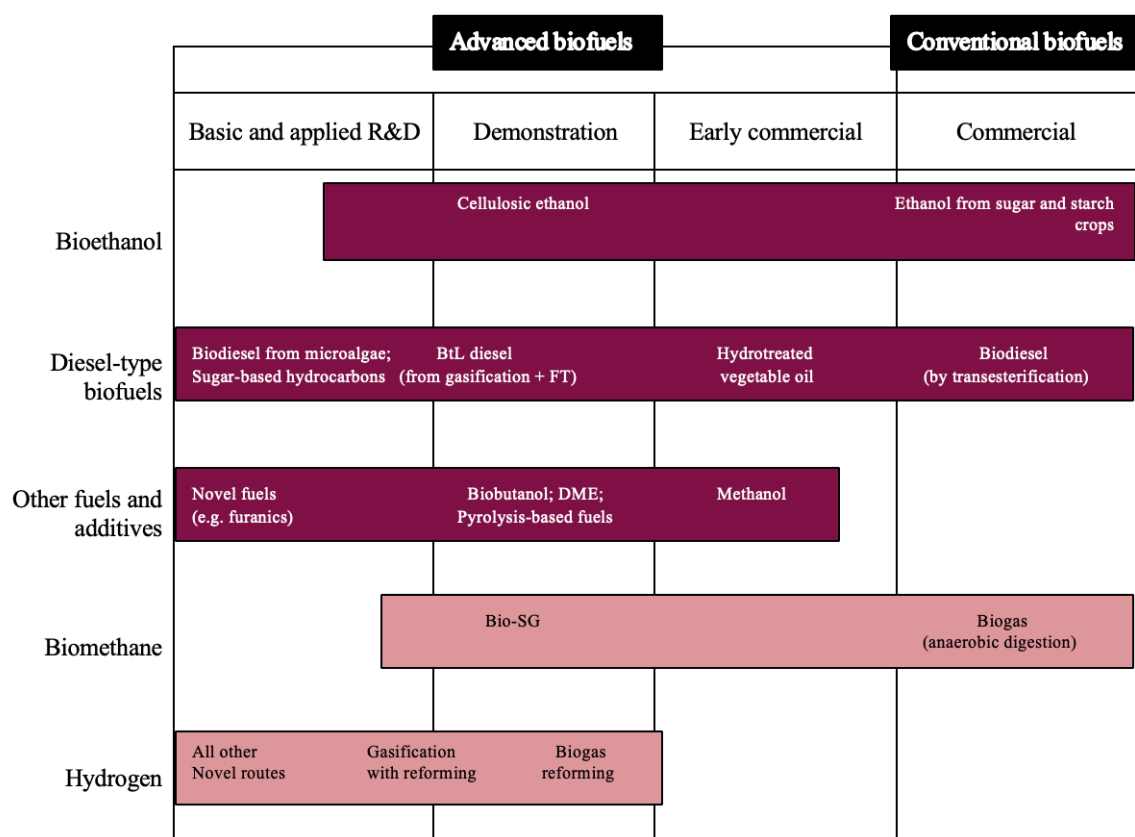 Advanced biofuels
Conventional biofuels
Basic and applied R&D
Demonstration
Early commercial
Commercial
Bioethanol
Cellulosic ethanol
Ethanol from sugar and starch
crops
Diesel-type
biofuels
Biodiesel from microalgae;
Sugar-based hydrocarbons
BtL diesel
(from gasification + FT)
Hydrotreated
vegetable oil
Biodiesel
(by transesterification)
Other fuels and
additives
Novel fuels
(e.g. furanics)
Biobutanol; DME;
Pyrolysis-based fuels
Methanol
Biomethane
Bio-SG
Biogas
(anaerobic digestion)
Hydrogen
All other
Novel routes
Gasification
with reforming
Biogas
reforming